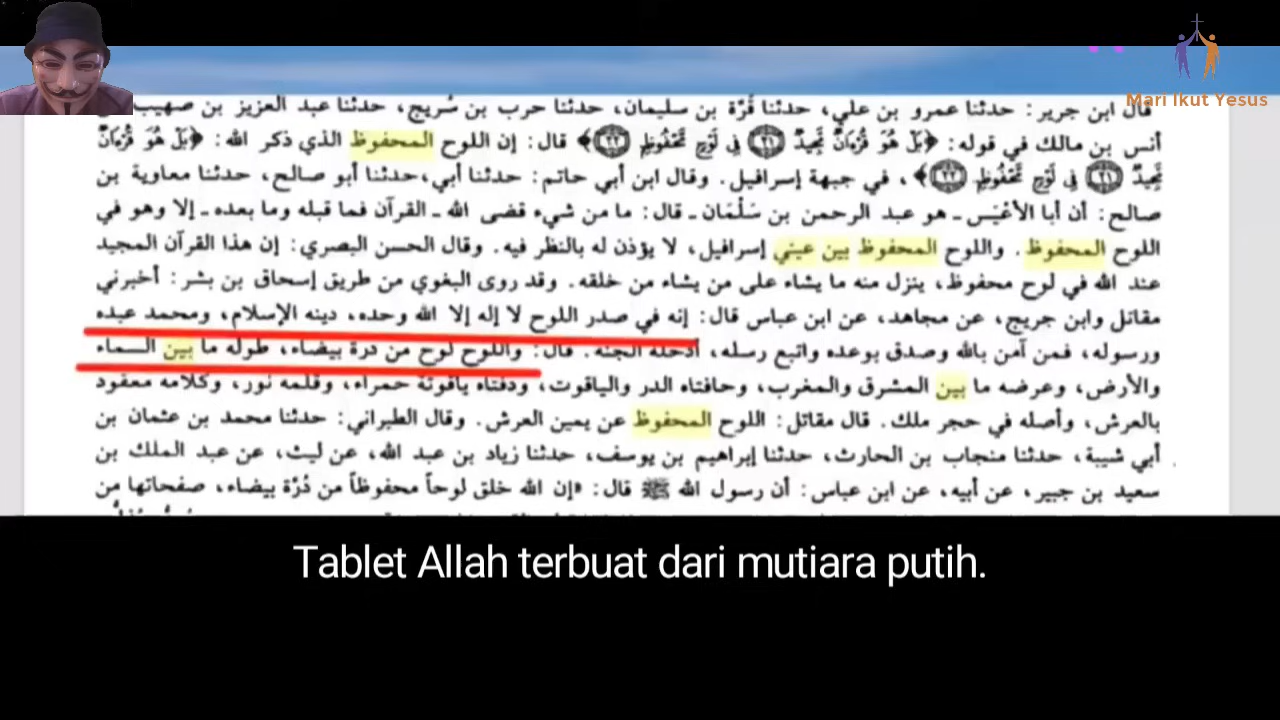 Mari Ikut Yesus
قال ابن جرير: حدثنا عمرو بن علي، حدثنا قُرّة بن سليمان، حدثنا حرب بن سُريج، حدثنا عبد العزيز بن صهيب
أنس بن مالك في قوله: ﴿بَلْ هُوَ قُرْءَانٌ مَّجِيدٌ ٢١ فِي لَوْحٍ مَّحْفُوظٍ ٢٢﴾ قال: إن اللوح المحفوظ الذي ذكر الله: ﴿بَلْ هُوَ قُرْءَانٌ
مَّجِيدٌ ٢١ فِي لَوْحٍ مَّحْفُوظٍ ٢٢﴾، في جبهة إسرافيل. وقال ابن أبي حاتم: حدثنا أبي،حدثنا أبو صالح، حدثنا معاوية بن
صالح: أن أبا الأعْيَس ـ هو عبد الرحمن بن سَلْمَان ـ قال: ما من شيء قضى الله ـ القرآن فما قبله وما بعده ـ إلا وهو في
اللوح المحفوظ. واللوح المحفوظ بين عيني إسرافيل، لا يؤذن له بالنظر فيه. وقال الحسن البصري: إن هذا القرآن المجيد
عند الله في لوح محفوظ، ينزل منه ما يشاء على من يشاء من خلقه. وقد روى البغوي من طريق إسحاق بن بشر: أخبرني
مقاتل وابن جريج، عن مجاهد، عن ابن عباس قال: إنه في صدر اللوح لا إله إلا الله وحده، دينه الإسلام، ومحمد عبده
ورسوله، فمن آمن بالله وصدق بوعده واتبع رسله، أدخله الجنة. قال: واللوح لوح من درة بيضاء، طوله ما بين السماء
والأرض، وعرضه ما بين المشرق والمغرب، وحافتاه الدر والياقوت، ودفتاه ياقوتة حمراء، وقلمه نور، وكلامه معقود
بالعرش، وأصله في حجر ملك. قال مقاتل: اللوح المحفوظ عن يمين العرش. وقال الطبراني: حدثنا محمد بن عثمان بن
أبي شيبة، حدثنا منجاب بن الحارث، حدثنا إبراهيم بن يوسف، حدثنا زياد بن عبد الله، عن ليث، عن عبد الملك بن
سعيد بن جبير، عن أبيه، عن ابن عباس: أن رسول الله ﷺ قال: «إن الله خلق لوحاً محفوظاً من دُرّة بيضاء، صفحاتها من
Tablet Allah terbuat dari mutiara putih.